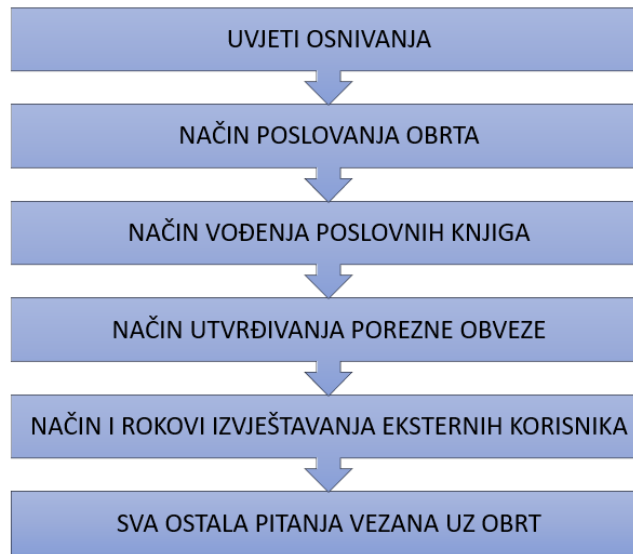 UVJETI OSNIVANJA
NAČIN POSLOVANJA OBRTA
NAČIN VOĐENJA POSLOVNIH KNJIGA
NAČIN UTVRĐIVANJA POREZNE OBVEZE
NAČIN I ROKOVI IZVJEŠTAVANJA EKSTERNIH KORISNIKA
SVA OSTALA PITANJA VEZANA UZ OBRT